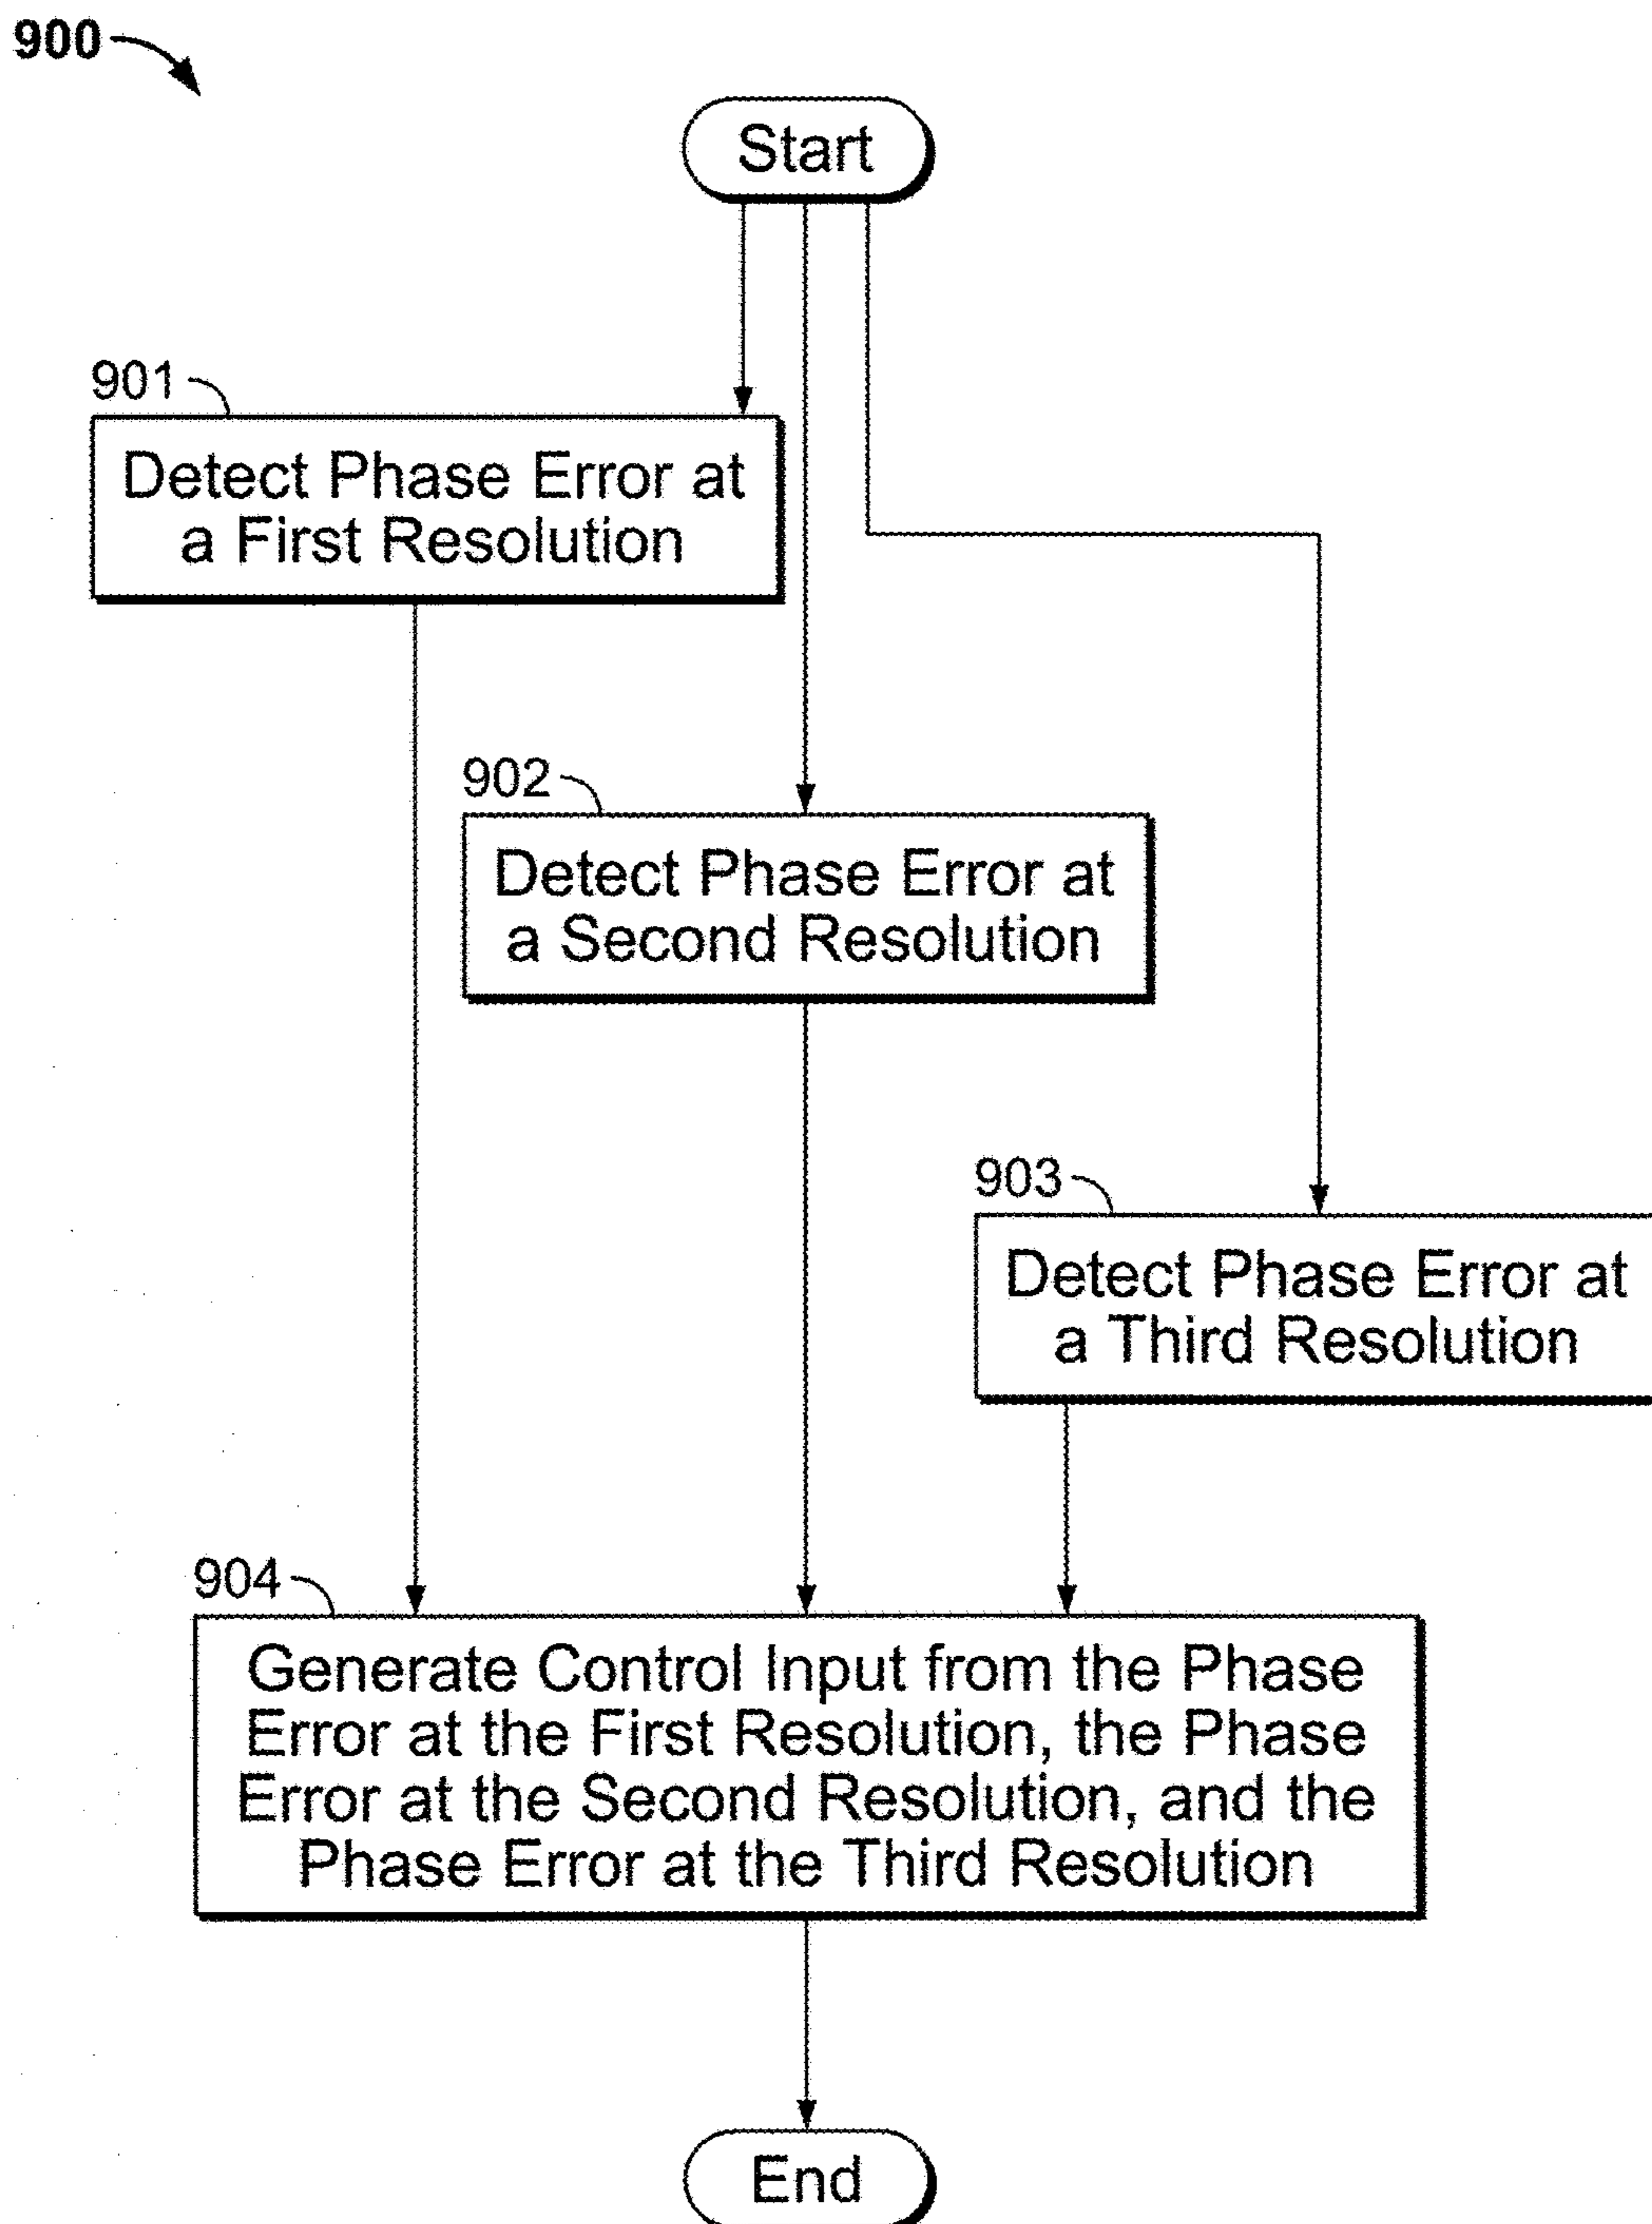 900
Start
901
Detect Phase Error at
a First Resolution
902
Detect Phase Error at
a Second Resolution
903
Detect Phase Error at
a Third Resolution
904
Generate Control Input from the Phase
Error at the First Resolution, the Phase
Error at the Second Resolution, and the
Phase Error at the Third Resolution
End